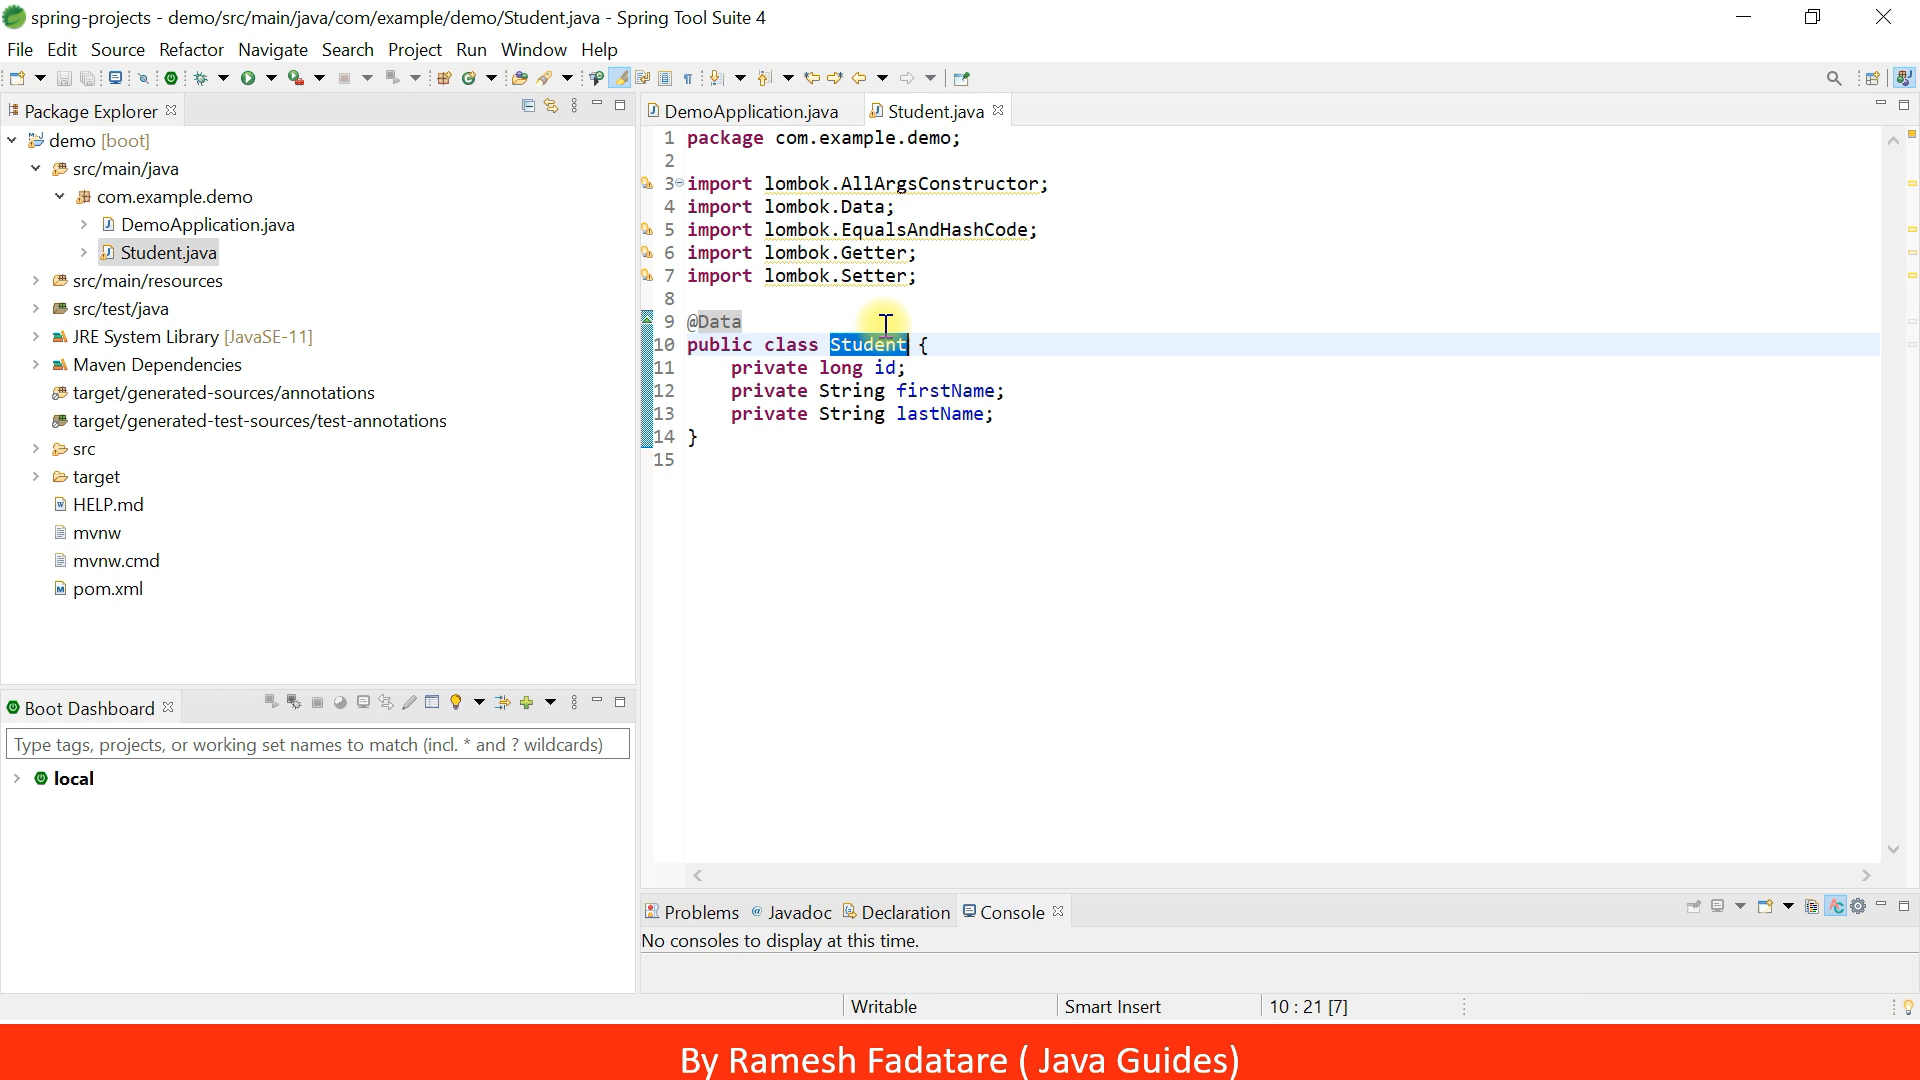 spring-projects - demo/src/main/java/com/example/demo/Student.java - Spring Tool Suite 4
File Edit Source Refactor Navigate Search Project Run Window Help
Package Explorer
demo [boot]
src/main/java
com.example.demo
DemoApplication.java
Student.java
src/main/resources
src/test/java
JRE System Library [JavaSE-11]
Maven Dependencies
target/generated-sources/annotations
target/generated-test-sources/test-annotations
src
target
HELP.md
mvnw
mvnw.cmd
pom.xml
Boot Dashboard
Type tags, projects, or working set names to match (incl. * and ? wildcards)
local
DemoApplication.java Student.java
1 package com.example.demo;
2
3 import lombok.AllArgsConstructor;
4 import lombok.Data;
5 import lombok.EqualsAndHashCode;
6 import lombok.Getter;
7 import lombok.Setter;
8
9 @Data
10 public class Student {
11 private long id;
12 private String firstName;
13 private String lastName;
14 }
15
Problems @ Javadoc Declaration Console
No consoles to display at this time.
Writable Smart Insert 10 : 21 [7]
By Ramesh Fadatare ( Java Guides)